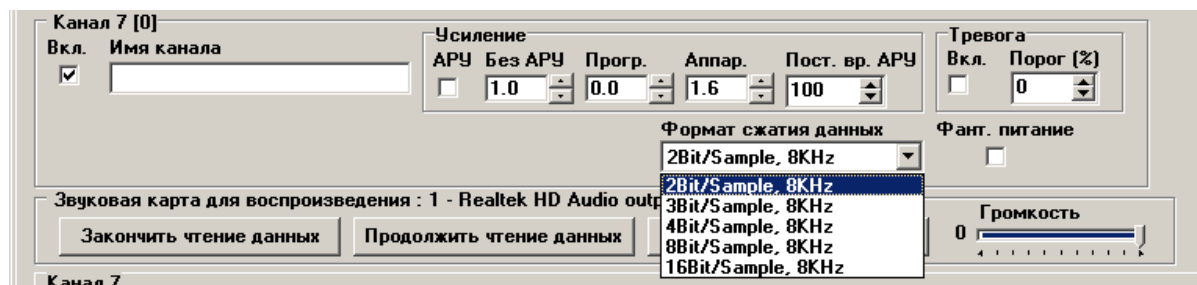 Канал 7 [0]
Вкл. Имя канала
Усиление
АРУ Без АРУ Прогр. Аппар. Пост. вр. АРУ
1.0 0.0 1.6 100
Тревога
Вкл. Порог (%)
0
Формат сжатия данных
2Bit/Sample, 8KHz
Фант. питание
2Bit/Sample, 8KHz
3Bit/Sample, 8KHz
4Bit/Sample, 8KHz
8Bit/Sample, 8KHz
16Bit/Sample, 8KHz
Звуковая карта для воспроизведения : 1 - Realtek HD Audio outp
Закончить чтение данных Продолжить чтение данных
Громкость
0
Канал 7